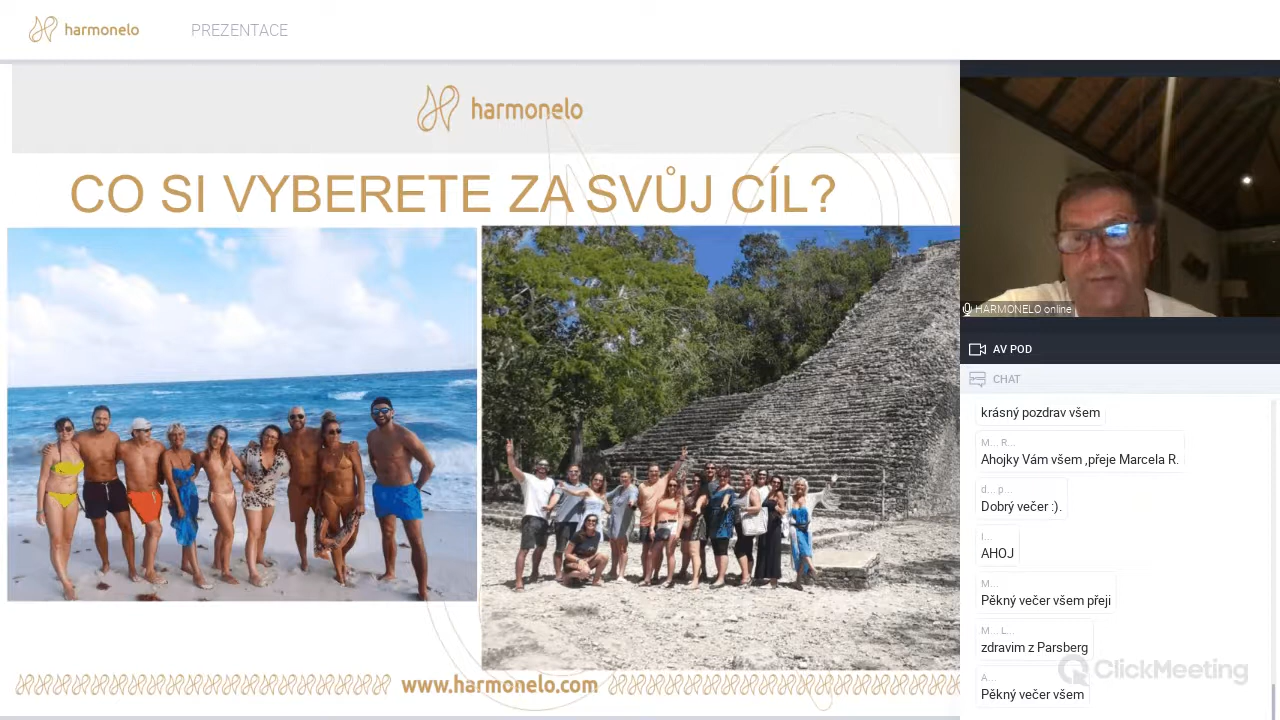 harmonelo
PREZENTACE
harmonelo
CO SI VYBERETE ZA SVŮJ CÍL?
www.harmonelo.com
HARMONELO online
AV POD
CHAT
krásný pozdrav všem
M... R...
Ahojky Vám všem ,přeje Marcela R.
d... p...
Dobrý večer :).
I...
AHOJ
M...
Pěkný večer všem přeji
M... L...
zdravim z Parsberg
ClickMeeting
A...
Pěkný večer všem